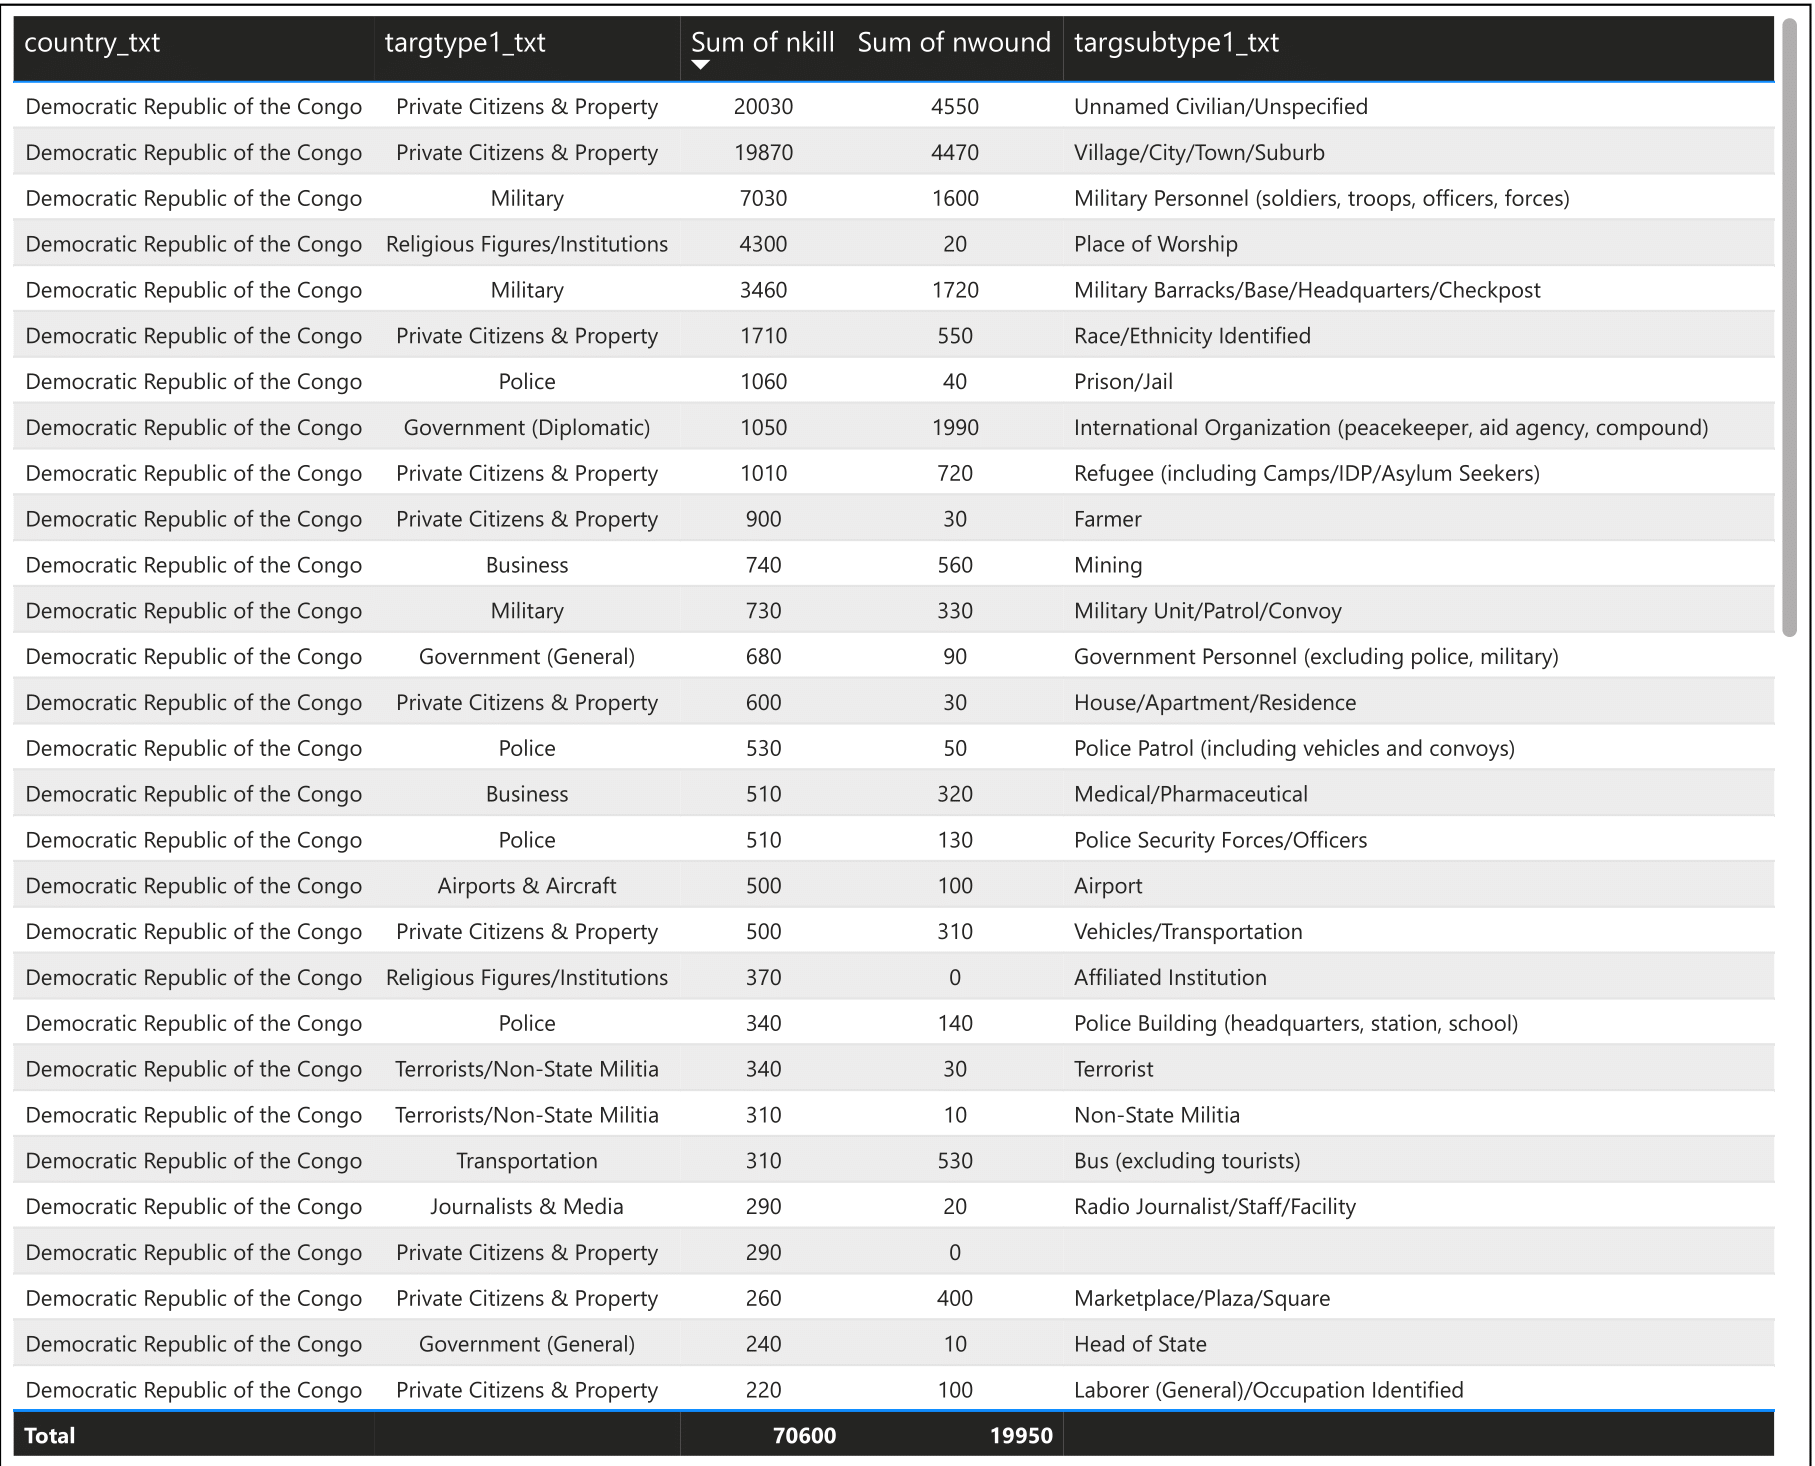 country_txt targtype1_txt Sum of nkill Sum of nwound targsubtype1_txt
Democratic Republic of the Congo Private Citizens & Property 20030 4550 Unnamed Civilian/Unspecified
Democratic Republic of the Congo Private Citizens & Property 19870 4470 Village/City/Town/Suburb
Democratic Republic of the Congo Military 7030 1600 Military Personnel (soldiers, troops, officers, forces)
Democratic Republic of the Congo Religious Figures/Institutions 4300 20 Place of Worship
Democratic Republic of the Congo Military 3460 1720 Military Barracks/Base/Headquarters/Checkpost
Democratic Republic of the Congo Private Citizens & Property 1710 550 Race/Ethnicity Identified
Democratic Republic of the Congo Police 1060 40 Prison/Jail
Democratic Republic of the Congo Government (Diplomatic) 1050 1990 International Organization (peacekeeper, aid agency, compound)
Democratic Republic of the Congo Private Citizens & Property 1010 720 Refugee (including Camps/IDP/Asylum Seekers)
Democratic Republic of the Congo Private Citizens & Property 900 30 Farmer
Democratic Republic of the Congo Business 740 560 Mining
Democratic Republic of the Congo Military 730 330 Military Unit/Patrol/Convoy
Democratic Republic of the Congo Government (General) 680 90 Government Personnel (excluding police, military)
Democratic Republic of the Congo Private Citizens & Property 600 30 House/Apartment/Residence
Democratic Republic of the Congo Police 530 50 Police Patrol (including vehicles and convoys)
Democratic Republic of the Congo Business 510 320 Medical/Pharmaceutical
Democratic Republic of the Congo Police 510 130 Police Security Forces/Officers
Democratic Republic of the Congo Airports & Aircraft 500 100 Airport
Democratic Republic of the Congo Private Citizens & Property 500 310 Vehicles/Transportation
Democratic Republic of the Congo Religious Figures/Institutions 370 0 Affiliated Institution
Democratic Republic of the Congo Police 340 140 Police Building (headquarters, station, school)
Democratic Republic of the Congo Terrorists/Non-State Militia 340 30 Terrorist
Democratic Republic of the Congo Terrorists/Non-State Militia 310 10 Non-State Militia
Democratic Republic of the Congo Transportation 310 530 Bus (excluding tourists)
Democratic Republic of the Congo Journalists & Media 290 20 Radio Journalist/Staff/Facility
Democratic Republic of the Congo Private Citizens & Property 290 0
Democratic Republic of the Congo Private Citizens & Property 260 400 Marketplace/Plaza/Square
Democratic Republic of the Congo Government (General) 240 10 Head of State
Democratic Republic of the Congo Private Citizens & Property 220 100 Laborer (General)/Occupation Identified
Total 70600 19950